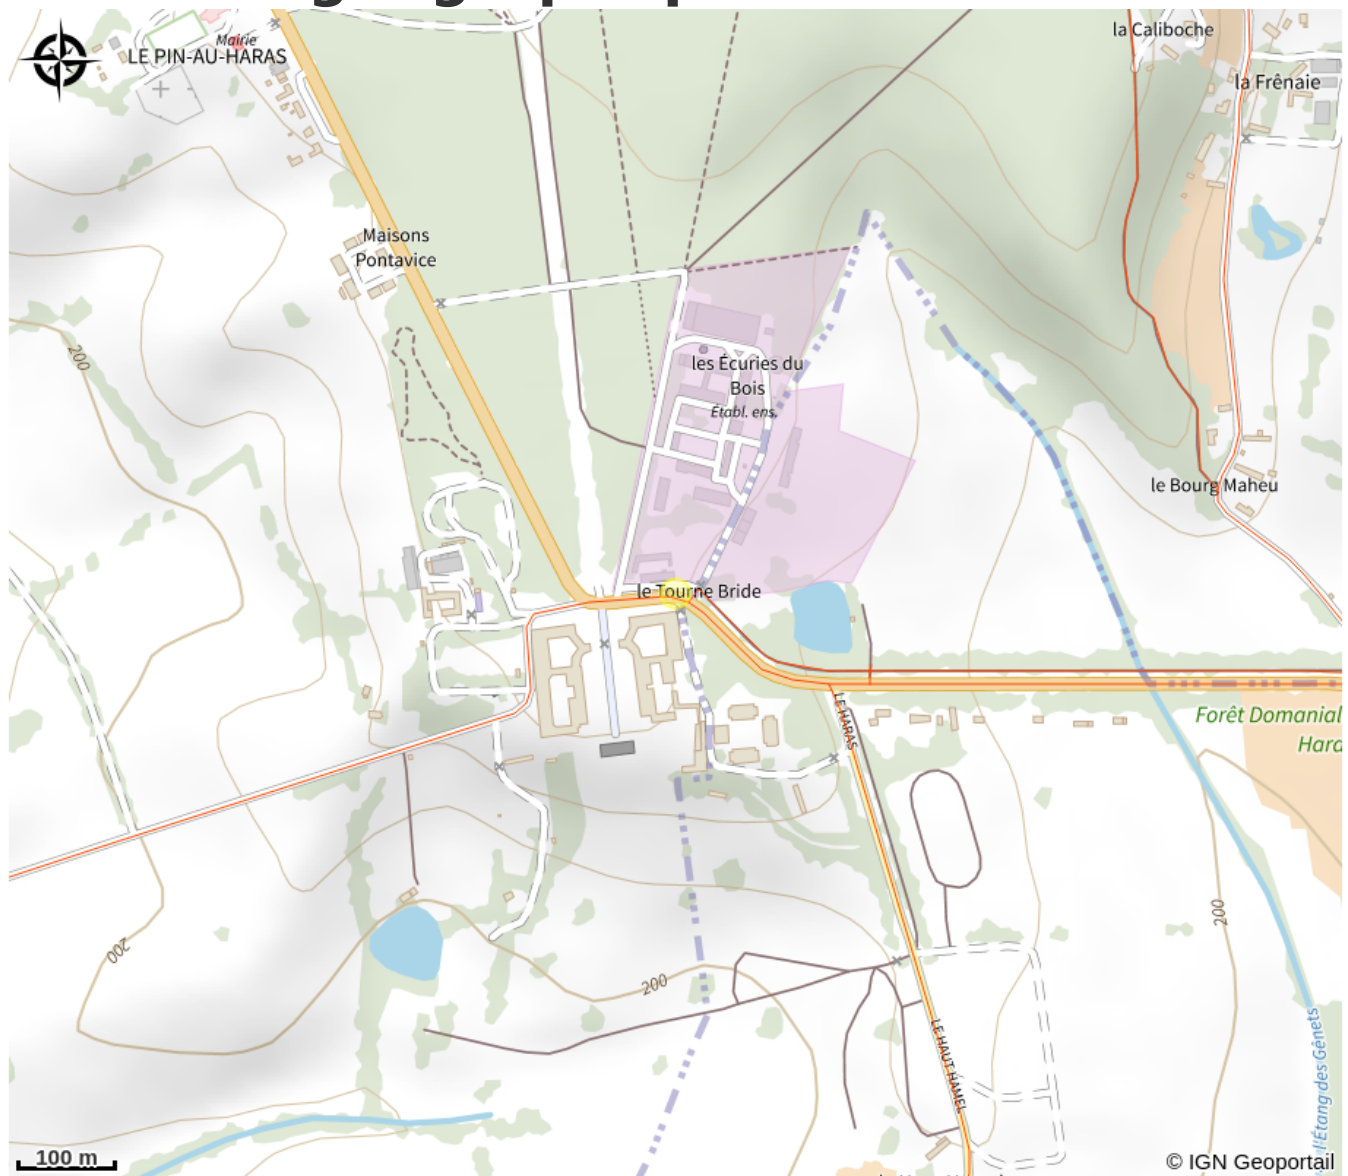 la Caliboche
Mairie
LE PIN-AU-HARAS
la Frênaie
Maisons
Pontavice
200
les Écuries du
Bois
Établ. ens.
le Bourg Maheu
le Tourne Bride
LE HARAS
Forêt Domanial
Hara
200
200
200
LE HAUT HAMEL
l'Étang des Genêts
100 m
© IGN Geoportail